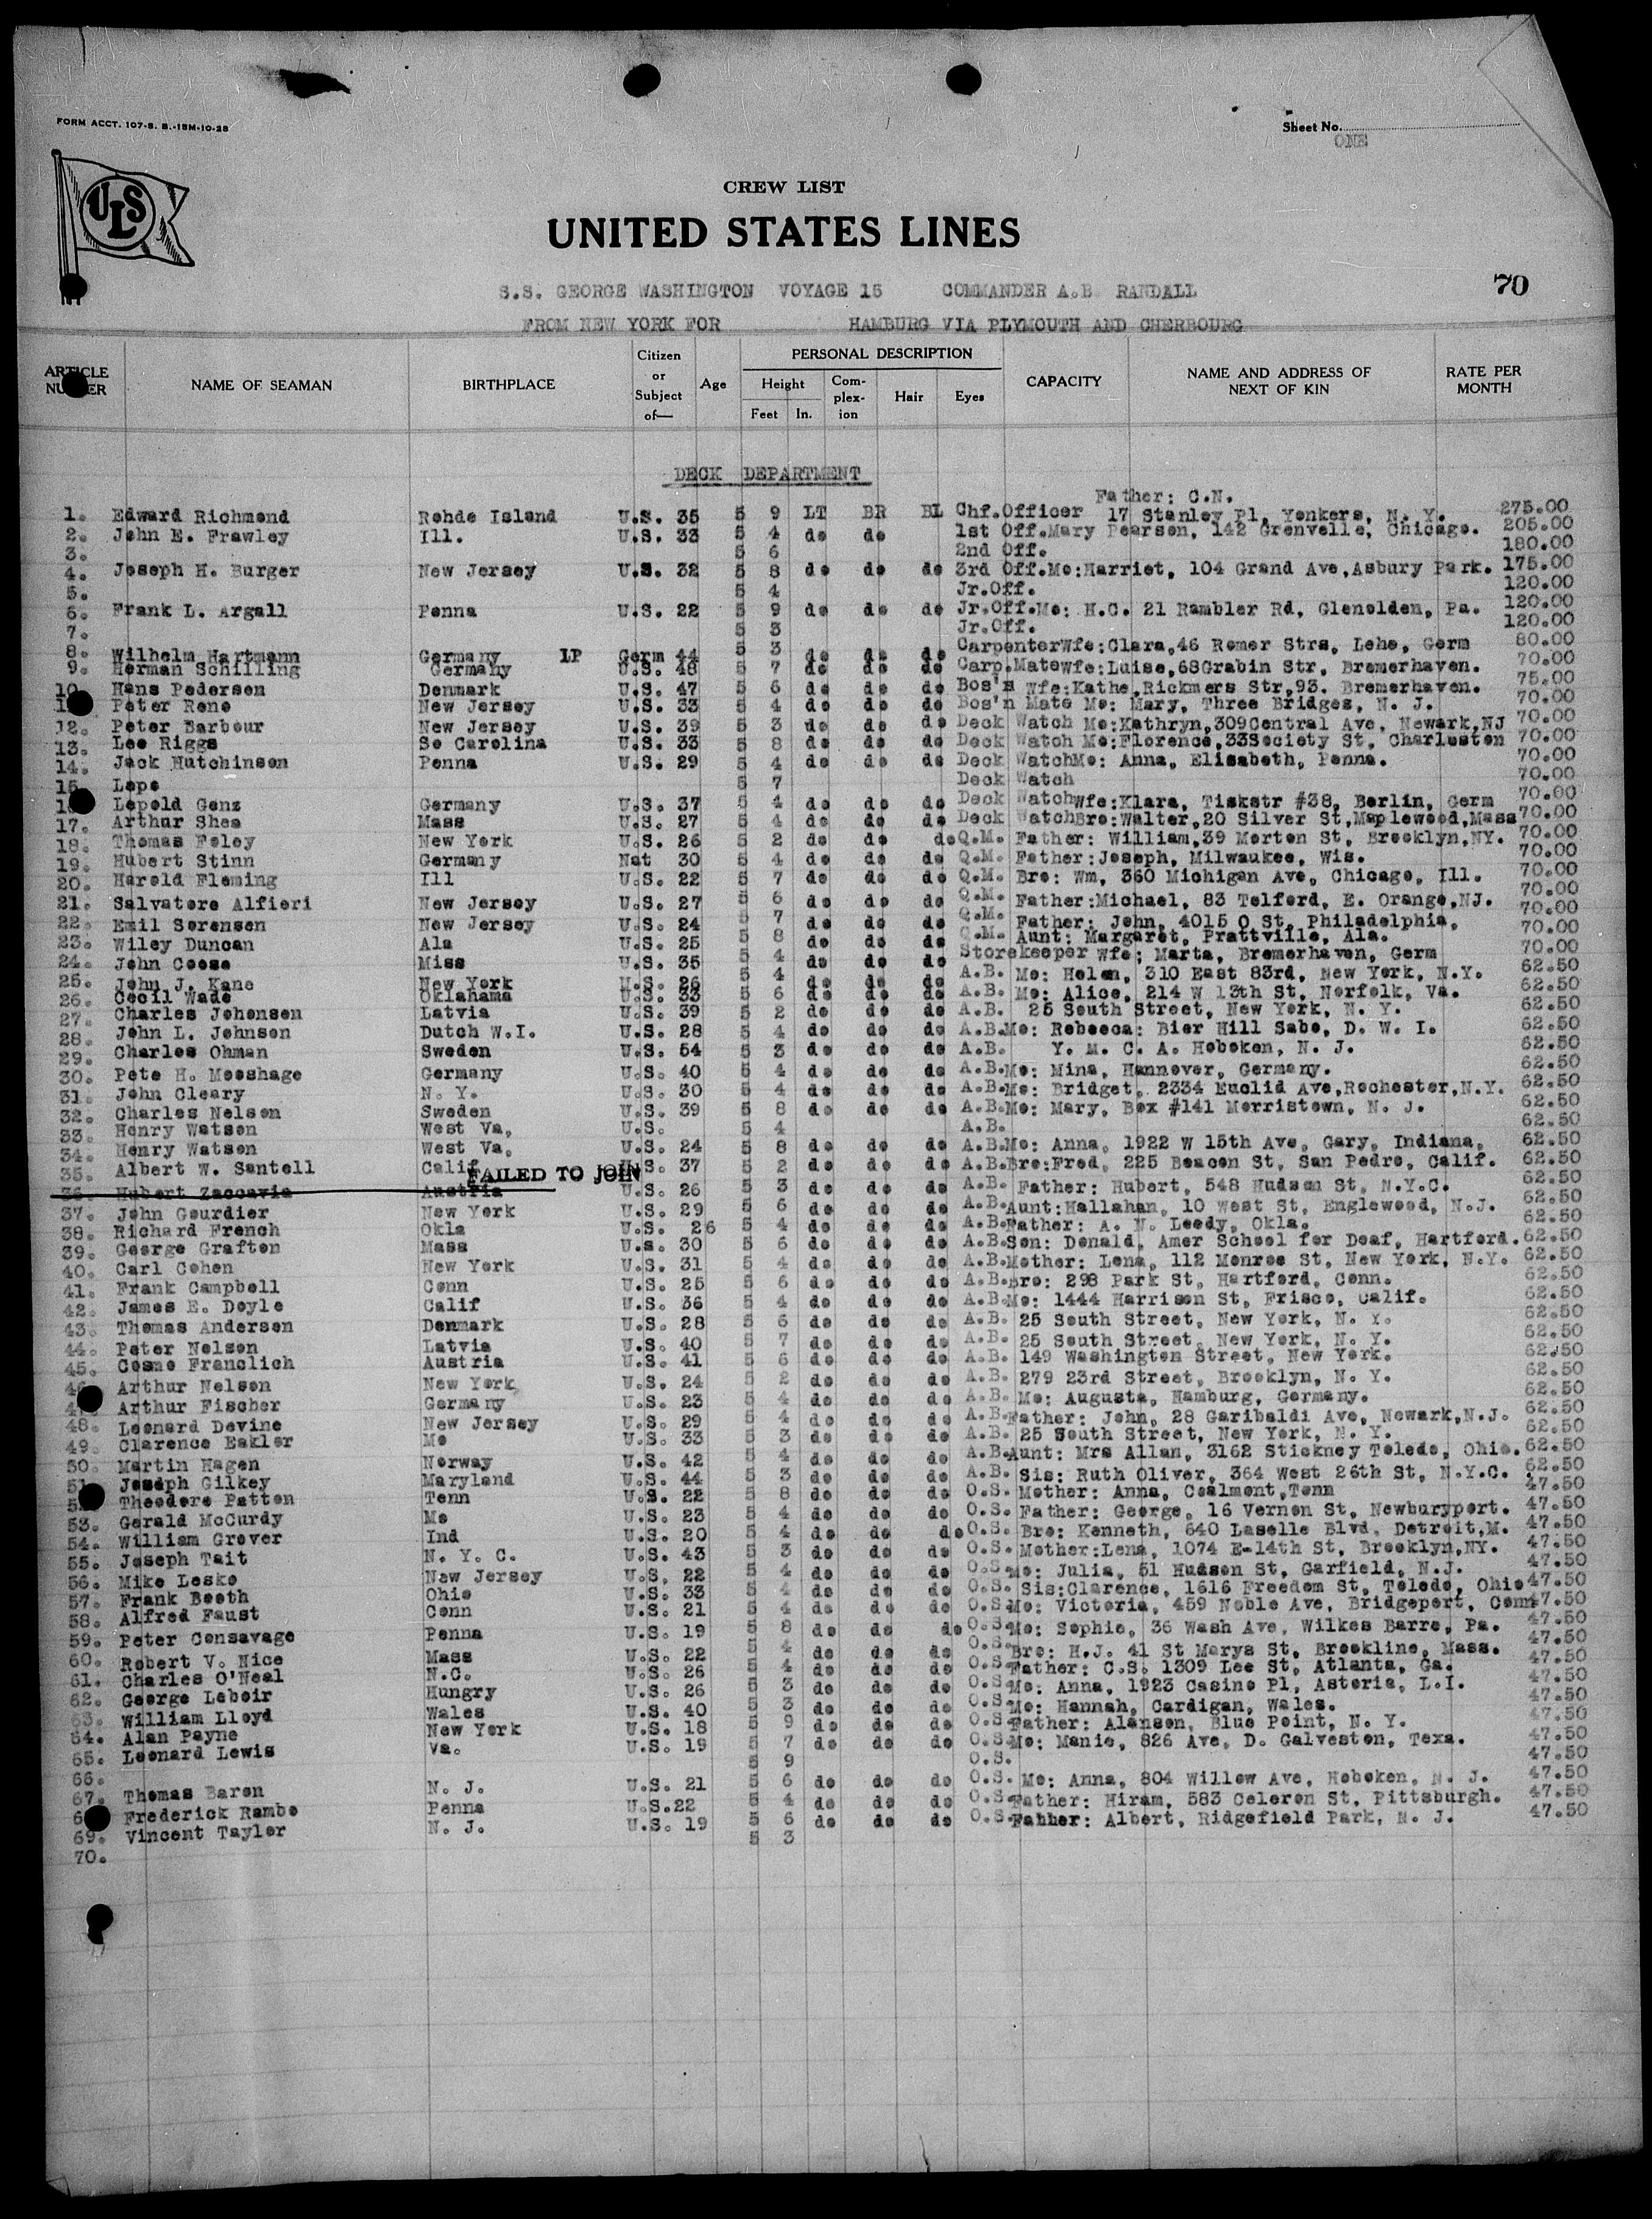 FORM ACCT. 107-S. S.-15M-10-28
Sheet No.
ONE
ULS
CREW LIST
UNITED STATES LINES
70
S.S. GEORGE WASHINGTON VOYAGE 15 COMMANDER A.B. RANDALL
FROM NEW YORK FOR HAMBURG VIA PLYMOUTH AND CHERBOURG
ARTICLE NUMBER NAME OF SEAMAN BIRTHPLACE Citizen or Subject of— Age PERSONAL DESCRIPTION Height Feet In. Com-plex-ion Hair Eyes CAPACITY NAME AND ADDRESS OF NEXT OF KIN RATE PER MONTH
DECK DEPARTMENT
Father: C.N.
1. Edward Richmond Rohde Island U.S. 35 5 9 LT BR BL Chf.Officer 17 Stanley Pl, Yonkers, N. Y. 275.00
2. John E. Frawley Ill. U.S. 33 5 4 do do 1st Off.Mary Pearson, 142 Grenvelle, Chicago. 205.00
3. 5 6 2nd Off. 180.00
4. Joseph H. Burger New Jersey U.S. 32 5 8 do do do 3rd Off.Mo:Harriet, 104 Grand Ave,Asbury Park. 175.00
5. 5 4 Jr.Off. 120.00
6. Frank L. Argall Penna U.S. 22 5 9 do do do Jr.Off.Mo: H.C. 21 Rambler Rd, Glenolden, Pa. 120.00
7. 5 3 Jr.Off. 120.00
8. Wilhelm Hartmann Germany LP Germ 44 5 3 do do do CarpenterWfe:Clara,46 Romer Strs, Lehe, Germ 80.00
9. Herman Schilling Germany U.S. 48 5 7 do do do Carp.MateWfe:Luise,68Grabin Str, Bremerhaven. 70.00
10 Hans Pedersen Denmark U.S. 47 5 6 do do do Bos'n Wfe:Kathe,Rickmers Str,93. Bremerhaven. 75.00
1 Peter Reno New Jersey U.S. 33 5 4 do do do Bos'n Mate Mo: Mary, Three Bridges, N. J. 70.00
12. Peter Barbour New Jersey U.S. 39 5 3 do do do Deck Watch Mo:Kathryn,309Central Ave, Newark,NJ 70.00
13. Lee Riggs So Carolina U.S. 33 5 8 do do do Deck Watch Mo:Florence,33Society St, Charleston 70.00
14. Jack Hutchinson Penna U.S. 29 5 4 do do do Deck WatchMo: Anna, Elizabeth, Penna. 70.00
15. Lope 5 7 Deck Watch 70.00
1 Lepold Genz Germany U.S. 37 5 4 do do do Deck WatchWfe:Klara, Tiskstr #38, Berlin, Germ 70.00
17. Arthur Shea Mass U.S. 27 5 4 do do do Deck WatchBro:Walter,20 Silver St,Maplewood,Mass 70.00
18. Thomas Foley New York U.S. 26 5 2 do do do Q.M. Father: William,39 Morton St, Brooklyn,NY. 70.00
19. Hubert Stinn Germany Nat 30 5 4 do do do Q.M. Father:Joseph, Milwaukee, Wis. 70.00
20. Harold Fleming Ill U.S. 22 5 7 do do do Q.M. Bro: Wm, 360 Michigan Ave, Chicago, Ill. 70.00
21. Salvatore Alfieri New Jersey U.S. 27 5 6 do do do Q.M. Father:Michael, 83 Telford, E. Orange,NJ. 70.00
22. Emil Sorensen New Jersey U.S. 24 5 7 do do do Q.M. Father: John, 4015 O St, Philadelphia, 70.00
23. Wiley Duncan Ala U.S. 25 5 8 do do do Q.M. Aunt: Margaret, Prattville, Ala. 70.00
24. John Coose Miss U.S. 35 5 4 do do do Storekeeper Wfe; Marta, Bremerhaven, Germ 70.00
25. John J. Kane New York U.S. 26 5 4 do do do A.B. Mo: Helen, 310 East 83rd, New York, N.Y. 62.50
26. Cecil Wade Oklahama U.S. 33 5 6 do do do A.B. Mo: Alice, 214 W 13th St, Norfolk, Va. 62.50
27. Charles Johensen Latvia U.S. 39 5 2 do do do A.B. 25 South Street, New York, N. Y. 62.50
28. John L. Johnson Dutch W.I. U.S. 28 5 4 do do do A.B.Mo: Rebecca: Bier Hill Sabo, D. W. I. 62.50
29. Charles Ohman Sweden U.S. 54 5 3 do do do A.B. Y. M. C. A. Hoboken, N. J. 62.50
30. Pete H. Mooshage Germany U.S. 40 5 4 do do do A.B.Mo: Mina, Hannover, Germany. 62.50
31. John Cleary N. Y. U.S. 30 5 4 do do do A.B.Mo: Bridget, 2334 Euclid Ave,Rochester,N.Y. 62.50
32. Charles Nelson Sweden U.S. 39 5 8 do do do A.B.Mo: Mary, Box #141 Morristown, N. J. 62.50
33. Henry Watson West Va, U.S. 5 4 A.B. 62.50
34. Henry Watson West Va, U.S. 24 5 8 do do do A.B.Mo: Anna, 1922 W 15th Ave, Gary, Indiana, 62.50
35. Albert W. Santell Calif U.S. 37 5 2 do do do A.B.Bro:Fred, 225 Beacon St, San Pedro, Calif. 62.50
FAILED TO JOIN
36. Hubert Zaccavia Austria U.S. 26 5 3 do do do A.B. Father: Hubert, 548 Hudson St, N.Y.C. 62.50
37. John Gourdier New York U.S. 29 5 6 do do do A.B.Aunt:Hallahan, 10 West St, Englewood, N.J. 62.50
38. Richard French Okla U.S. 26 5 4 do do do A.B.Father: A. N. Leedy, Okla. 62.50
39. George Grafton Mass U.s. 30 5 6 do do do A.B.Son: Donald, Amer School for Deaf, Hartford. 62.50
40. Carl Cohen New York U.S. 31 5 4 do do do A.B.Mother: Lena, 112 Monroe St, New York, N.Y. 62.50
41. Frank Campbell Conn U.S. 25 5 6 do do do A.B.Bro: 298 Park St, Hartford, Conn. 62.50
42. James E. Doyle Calif U.S. 36 5 4 do do do A.B.Mo: 1444 Harrison St, Frisco, Calif. 62.50
43. Thomas Andersen Denmark U.S. 28 5 6 do do do A.B. 25 South Street, New York, N. Y. 62.50
44. Peter Nelson Latvia U.S. 40 5 7 do do do A.B. 25 South Street, New York, N. Y. 62.50
45. Cosmo Franclich Austria U.S. 41 5 6 do do do A.B. 149 Washington Street, New York. 62.50
4 Arthur Nelson New York U.S. 24 5 2 do do do A.B. 279 23rd Street, Brooklyn, N. Y. 62.50
4 Arthur Fischer Germany U.S. 23 5 4 do do do A.B. Mo: Augusta, Hamburg, Germany. 62.50
48. Leonard Devine New Jersey U.S. 29 5 4 do do do A.B.Father: John, 28 Garibaldi Ave, Newark,N.J. 62.50
49. Clarence Eakler Mo U.S. 33 5 3 do do do A.B. 25 South Street, New York, N. Y. 62.50
50. Martin Hagen Norway U.S. 42 5 4 do do do A.B.Aunt: Mrs Allan, 3162 Stickney Toledo, Ohio. 62.50
51 Joseph Gilkey Maryland U.S. 44 5 3 do do do A.B. Sis: Ruth Oliver, 364 West 26th St, N.Y.C. 62.50
5 Theodore Patton Tenn U.S. 22 5 8 do do do O.S. Mother: Anna, Coalmont,Tenn 47.50
53. Gerald McCurdy Mo U.S. 23 5 4 do do do O.S. Father: George, 16 Vernon St, Newburyport. 47.50
54. William Grover Ind U.S. 20 5 4 do do do O.S. Bro: Kenneth, 640 Laselle Blvd, Detroit,M. 47.50
55. Joseph Tait N. Y. C. U.S. 43 5 3 do do do O.S. Mother:Lena, 1074 E-14th St, Brooklyn,NY. 47.50
56. Mike Lesko New Jersey U.S. 22 5 4 do do do O.S Mo: Julia, 51 Hudson St, Garfield, N.J. 47.50
57. Frank Booth Ohio U.S. 33 5 4 do do do O.S. Sis:Clarence, 1616 Freedom St, Toledo, Ohio 47.50
58. Alfred Faust Conn U.S. 21 5 4 do do do O.S.Mo: Victoria, 459 Noble Ave, Bridgeport, Conn 47.50
59. Peter Consavage Penna U.S. 19 5 8 do do do O.S.Mo: Sophie, 36 Wash Ave, Wilkes Barre, Pa. 47.50
60. Robert V. Nice Mass U.S. 22 5 4 do do do O.S.Bro: H.J. 41 St Marys St, Brookline, Mass. 47.50
61. Charles O'Neal N.C. U.S. 26 5 4 do do do O.S Father: C.S. 1309 Lee St, Atlanta, Ga. 47.50
62. George Leboir Hungry U.S. 26 5 3 do do do O.S Mo: Anna, 1923 Casino Pl, Astoria, L.I. 47.50
63. William Lloyd Wales U.S. 40 5 3 do do do O.S Mo: Hannah, Cardigan, Wales. 47.50
64. Alan Payne New York U.S. 18 5 9 do do do O.S Father: Alanson, Blue Point, N. Y. 47.50
65. Leonard Lewis Va. U.S. 19 5 7 do do do O.S Mo: Manie, 826 Ave, D. Galveston, Texa. 47.50
66. 5 9 O.S. 47.50
67. Thomas Baron N. J. U.S. 21 5 6 do do do O.S. Mo: Anna, 804 Willow Ave, Hoboken, N. J. 47.50
6 Frederick Rambo Penna U.S.22 5 4 do do do O.S Father: Hiram, 583 Coleron St, Pittsburgh. 47.50
69. Vincent Tayler N. J. U.S. 19 5 6 do do do O.S Fahher: Albert, Ridgefield Park, N. J. 47.50
70. 5 3